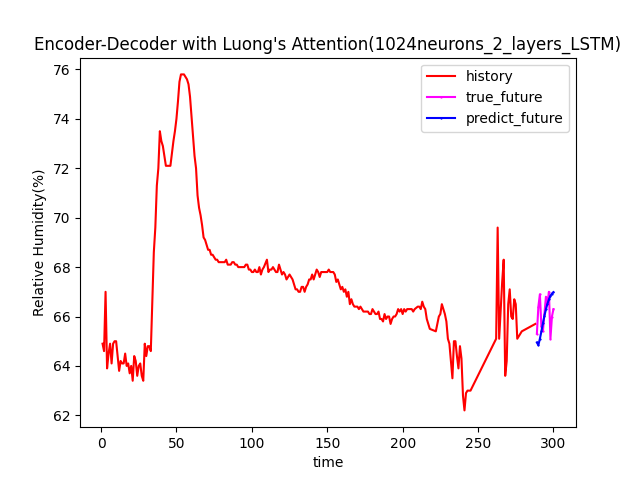 Encoder-Decoder with Luong's Attention(1024neurons_2_layers_LSTM)
history
true_future
predict_future
Relative Humidity(%)
76
74
72
70
68
66
64
62
0 50 100 150 200 250 300
time